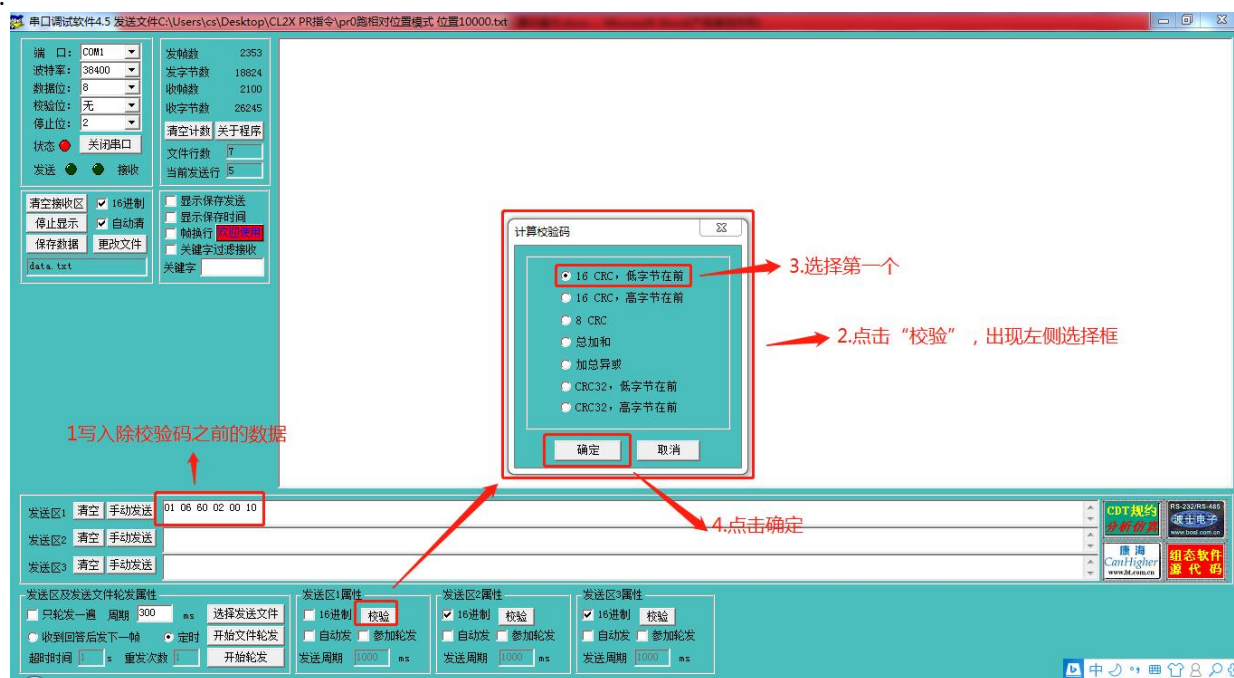 串口调试软件4.5 发送文件C:\Users\cs\Desktop\CL2X PR指令\pr0跑相对位置模式 位置10000.txt
端 口: COM1
波特率: 38400
数据位: 8
校验位: 无
停止位: 2
状态 关闭串口
发送 接收
发帧数 2353
发字节数 18824
收帧数 2100
收字节数 26245
清空计数 关于程序
文件行数 7
当前发送行 5
清空接收区 16进制
停止显示 自动清
保存数据 更改文件
data.txt
显示保存发送
显示保存时间
帧换行 欢迎使用
关键字过滤接收
关键字
计算校验码
16 CRC,低字节在前
16 CRC,高字节在前
8 CRC
总加和
加总异或
CRC32,低字节在前
CRC32,高字节在前
确定 取消
3.选择第一个
2.点击“校验”,出现左侧选择框
1写入除校验码之前的数据
4.点击确定
发送区1 清空 手动发送 01 06 60 02 00 10
发送区2 清空 手动发送
发送区3 清空 手动发送
CDT规约
分析仿真
RS-232/RS-485
波士电子
www.bosi.com.cn
康海
CanHigher
组态软件
源代码
发送区及发送文件轮发属性
只轮发一遍 周期 300 ms 选择发送文件
收到回答后发下一帧 定时 开始文件轮发
超时时间 1 s 重发次数 1 开始轮发
发送区1属性
16进制 校验
自动发 参加轮发
发送周期 1000 ms
发送区2属性
16进制 校验
自动发 参加轮发
发送周期 1000 ms
发送区3属性
16进制 校验
自动发 参加轮发
发送周期 1000 ms
中